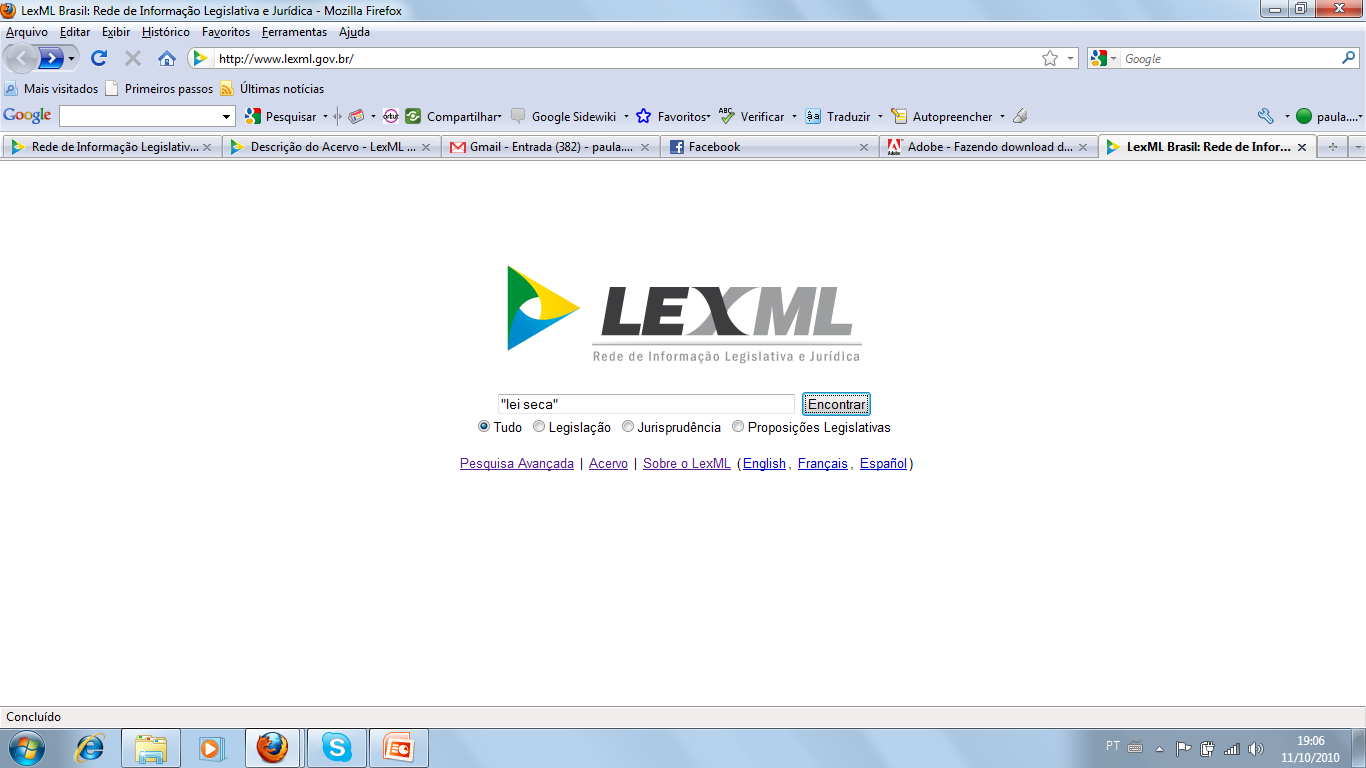 LexML Brasil: Rede de Informação Legislativa e Jurídica - Mozilla Firefox
Arquivo Editar Exibir Histórico Favoritos Ferramentas Ajuda
http://www.lexml.gov.br/ Google
Mais visitados Primeiros passos Últimas notícias
Google Pesquisar Compartilhar Google Sidewiki Favoritos ABC Verificar âa Traduzir Autopreencher paula....
Rede de Informação Legislativ... Descrição do Acervo - LexML ... Gmail - Entrada (382) - paula.... Facebook Adobe - Fazendo download d... LexML Brasil: Rede de Infor...
LEXML
Rede de Informação Legislativa e Jurídica
"lei seca" Encontrar
Tudo Legislação Jurisprudência Proposições Legislativas
Pesquisa Avançada | Acervo | Sobre o LexML (English, Français, Español)
Concluído
PT 19:06
11/10/2010